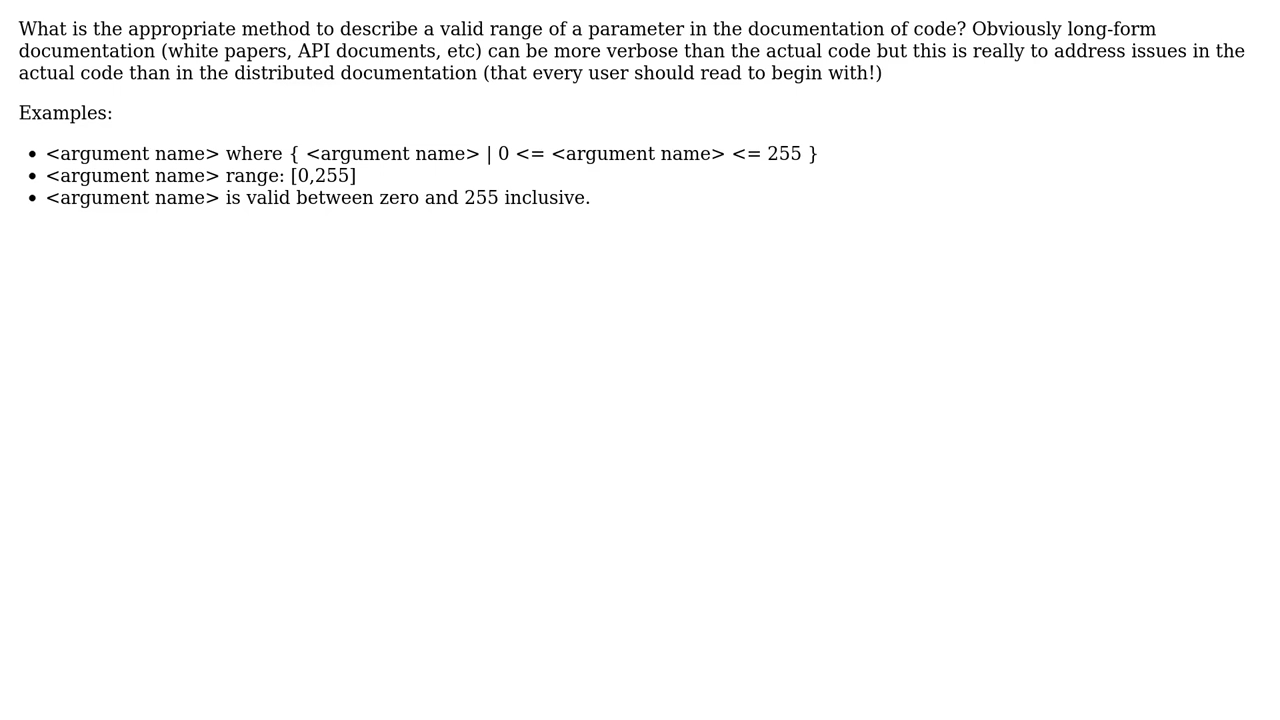 What is the appropriate method to describe a valid range of a parameter in the documentation of code? Obviously long-form
documentation (white papers, API documents, etc) can be more verbose than the actual code but this is really to address issues in the
actual code than in the distributed documentation (that every user should read to begin with!)
Examples:
• <argument name> where { <argument name> | 0 <= <argument name> <= 255 }
• <argument name> range: [0,255]
• <argument name> is valid between zero and 255 inclusive.